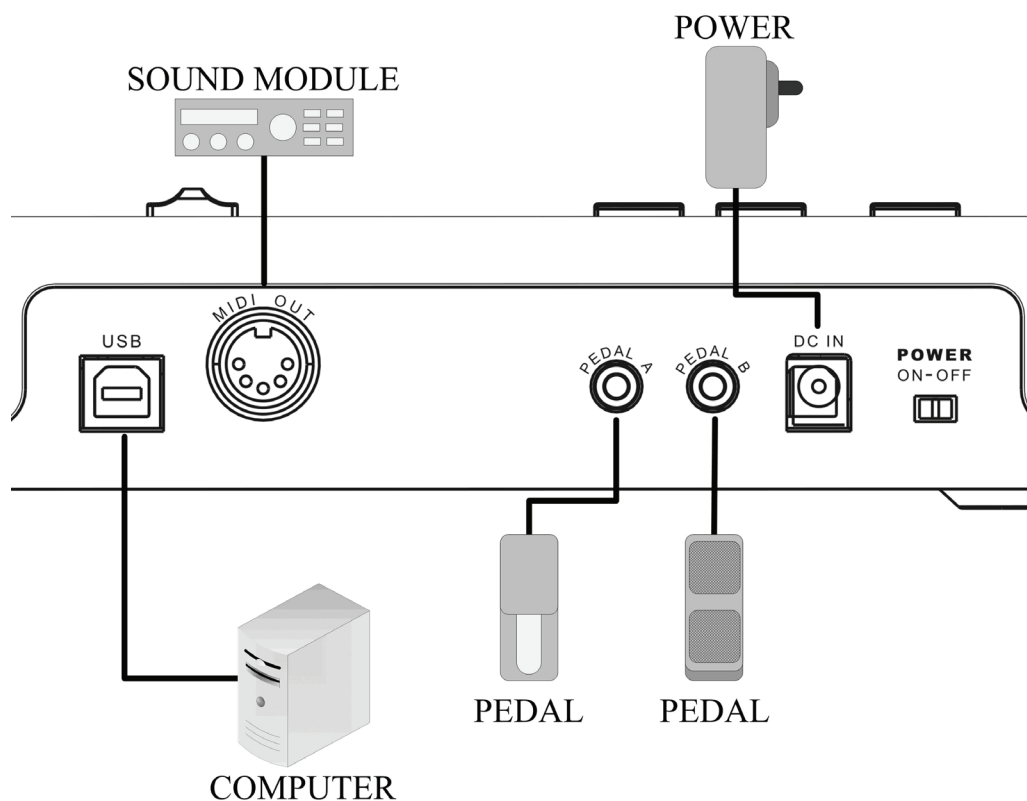 POWER
SOUND MODULE
USB
MIDI OUT
PEDAL A
PEDAL B
DC IN
POWER
ON-OFF
PEDAL
PEDAL
COMPUTER